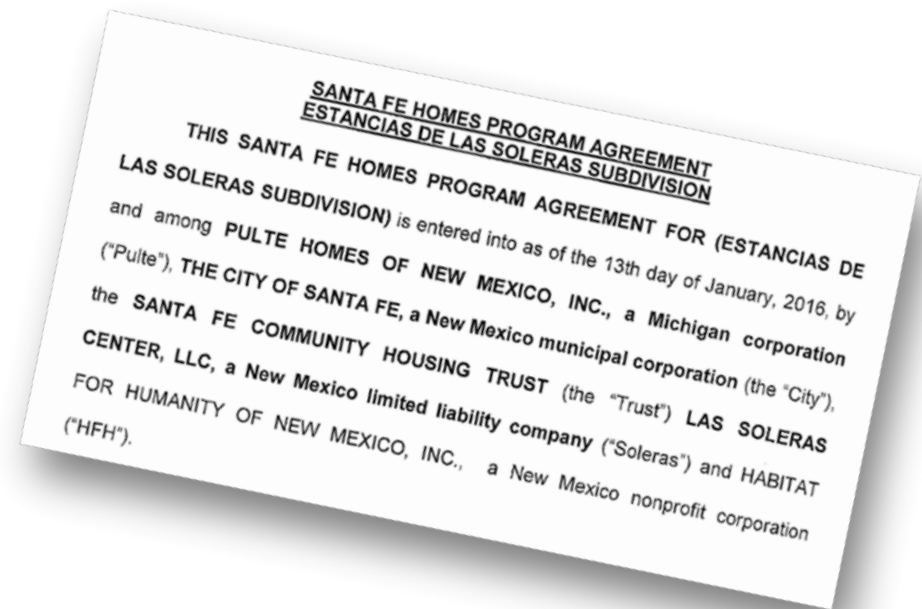 SANTA FE HOMES PROGRAM AGREEMENT
ESTANCIAS DE LAS SOLERAS SUBDIVISION
THIS SANTA FE HOMES PROGRAM AGREEMENT FOR (ESTANCIAS DE
LAS SOLERAS SUBDIVISION) is entered into as of the 13th day of January, 2016, by
and among PULTE HOMES OF NEW MEXICO, INC., a Michigan corporation
("Pulte"), THE CITY OF SANTA FE, a New Mexico municipal corporation (the "City"),
the SANTA FE COMMUNITY HOUSING TRUST (the "Trust") LAS SOLERAS
CENTER, LLC, a New Mexico limited liability company ("Soleras") and HABITAT
FOR HUMANITY OF NEW MEXICO, INC., a New Mexico nonprofit corporation
("HFH").